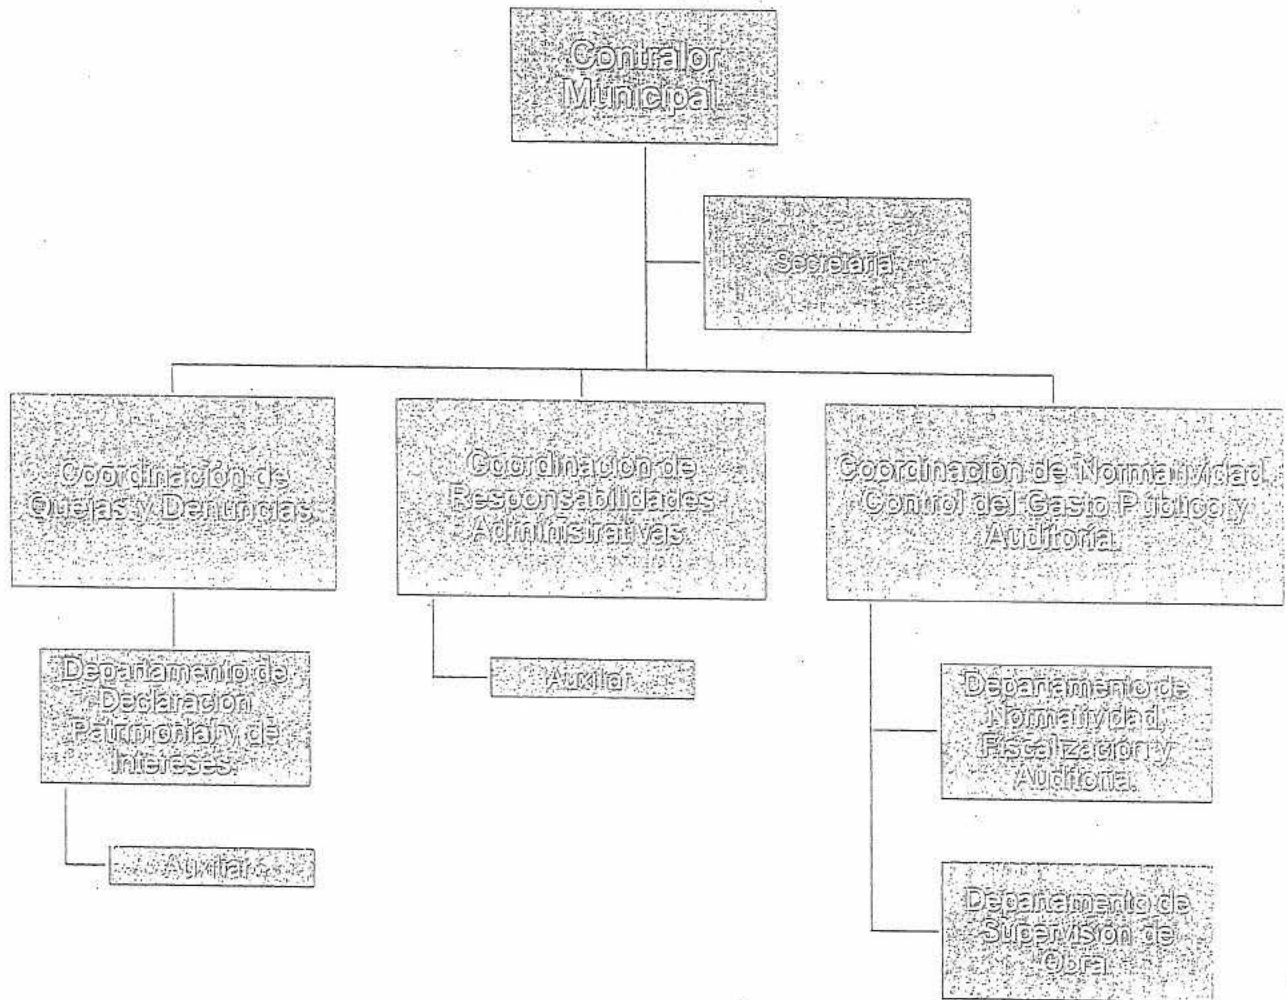 Contralor
Municipal
Secretaria
Coordinación de
Quejas y Denuncias
Coordinación de
Responsabilidades
Administrativas
Coordinación de Normatividad
Control del Gasto Público y
Auditoría.
Departamento de
Declaración
Patrimonial y de
Intereses.
Auxiliar
Auxiliar
Departamento de
Normatividad,
Fiscalización y
Auditoria.
Departamento de
Supervisión de
Obra